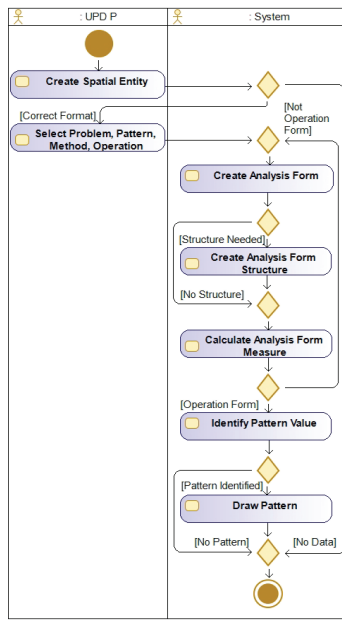 : UPD P
: System
Create Spatial Entity
[Correct Format]
[Not
Operation
Form]
Select Problem, Pattern,
Method, Operation
Create Analysis Form
[Structure Needed]
Create Analysis Form
Structure
[No Structure]
Calculate Analysis Form
Measure
[Operation Form]
Identify Pattern Value
[Pattern Identified]
Draw Pattern
[No Pattern]
[No Data]